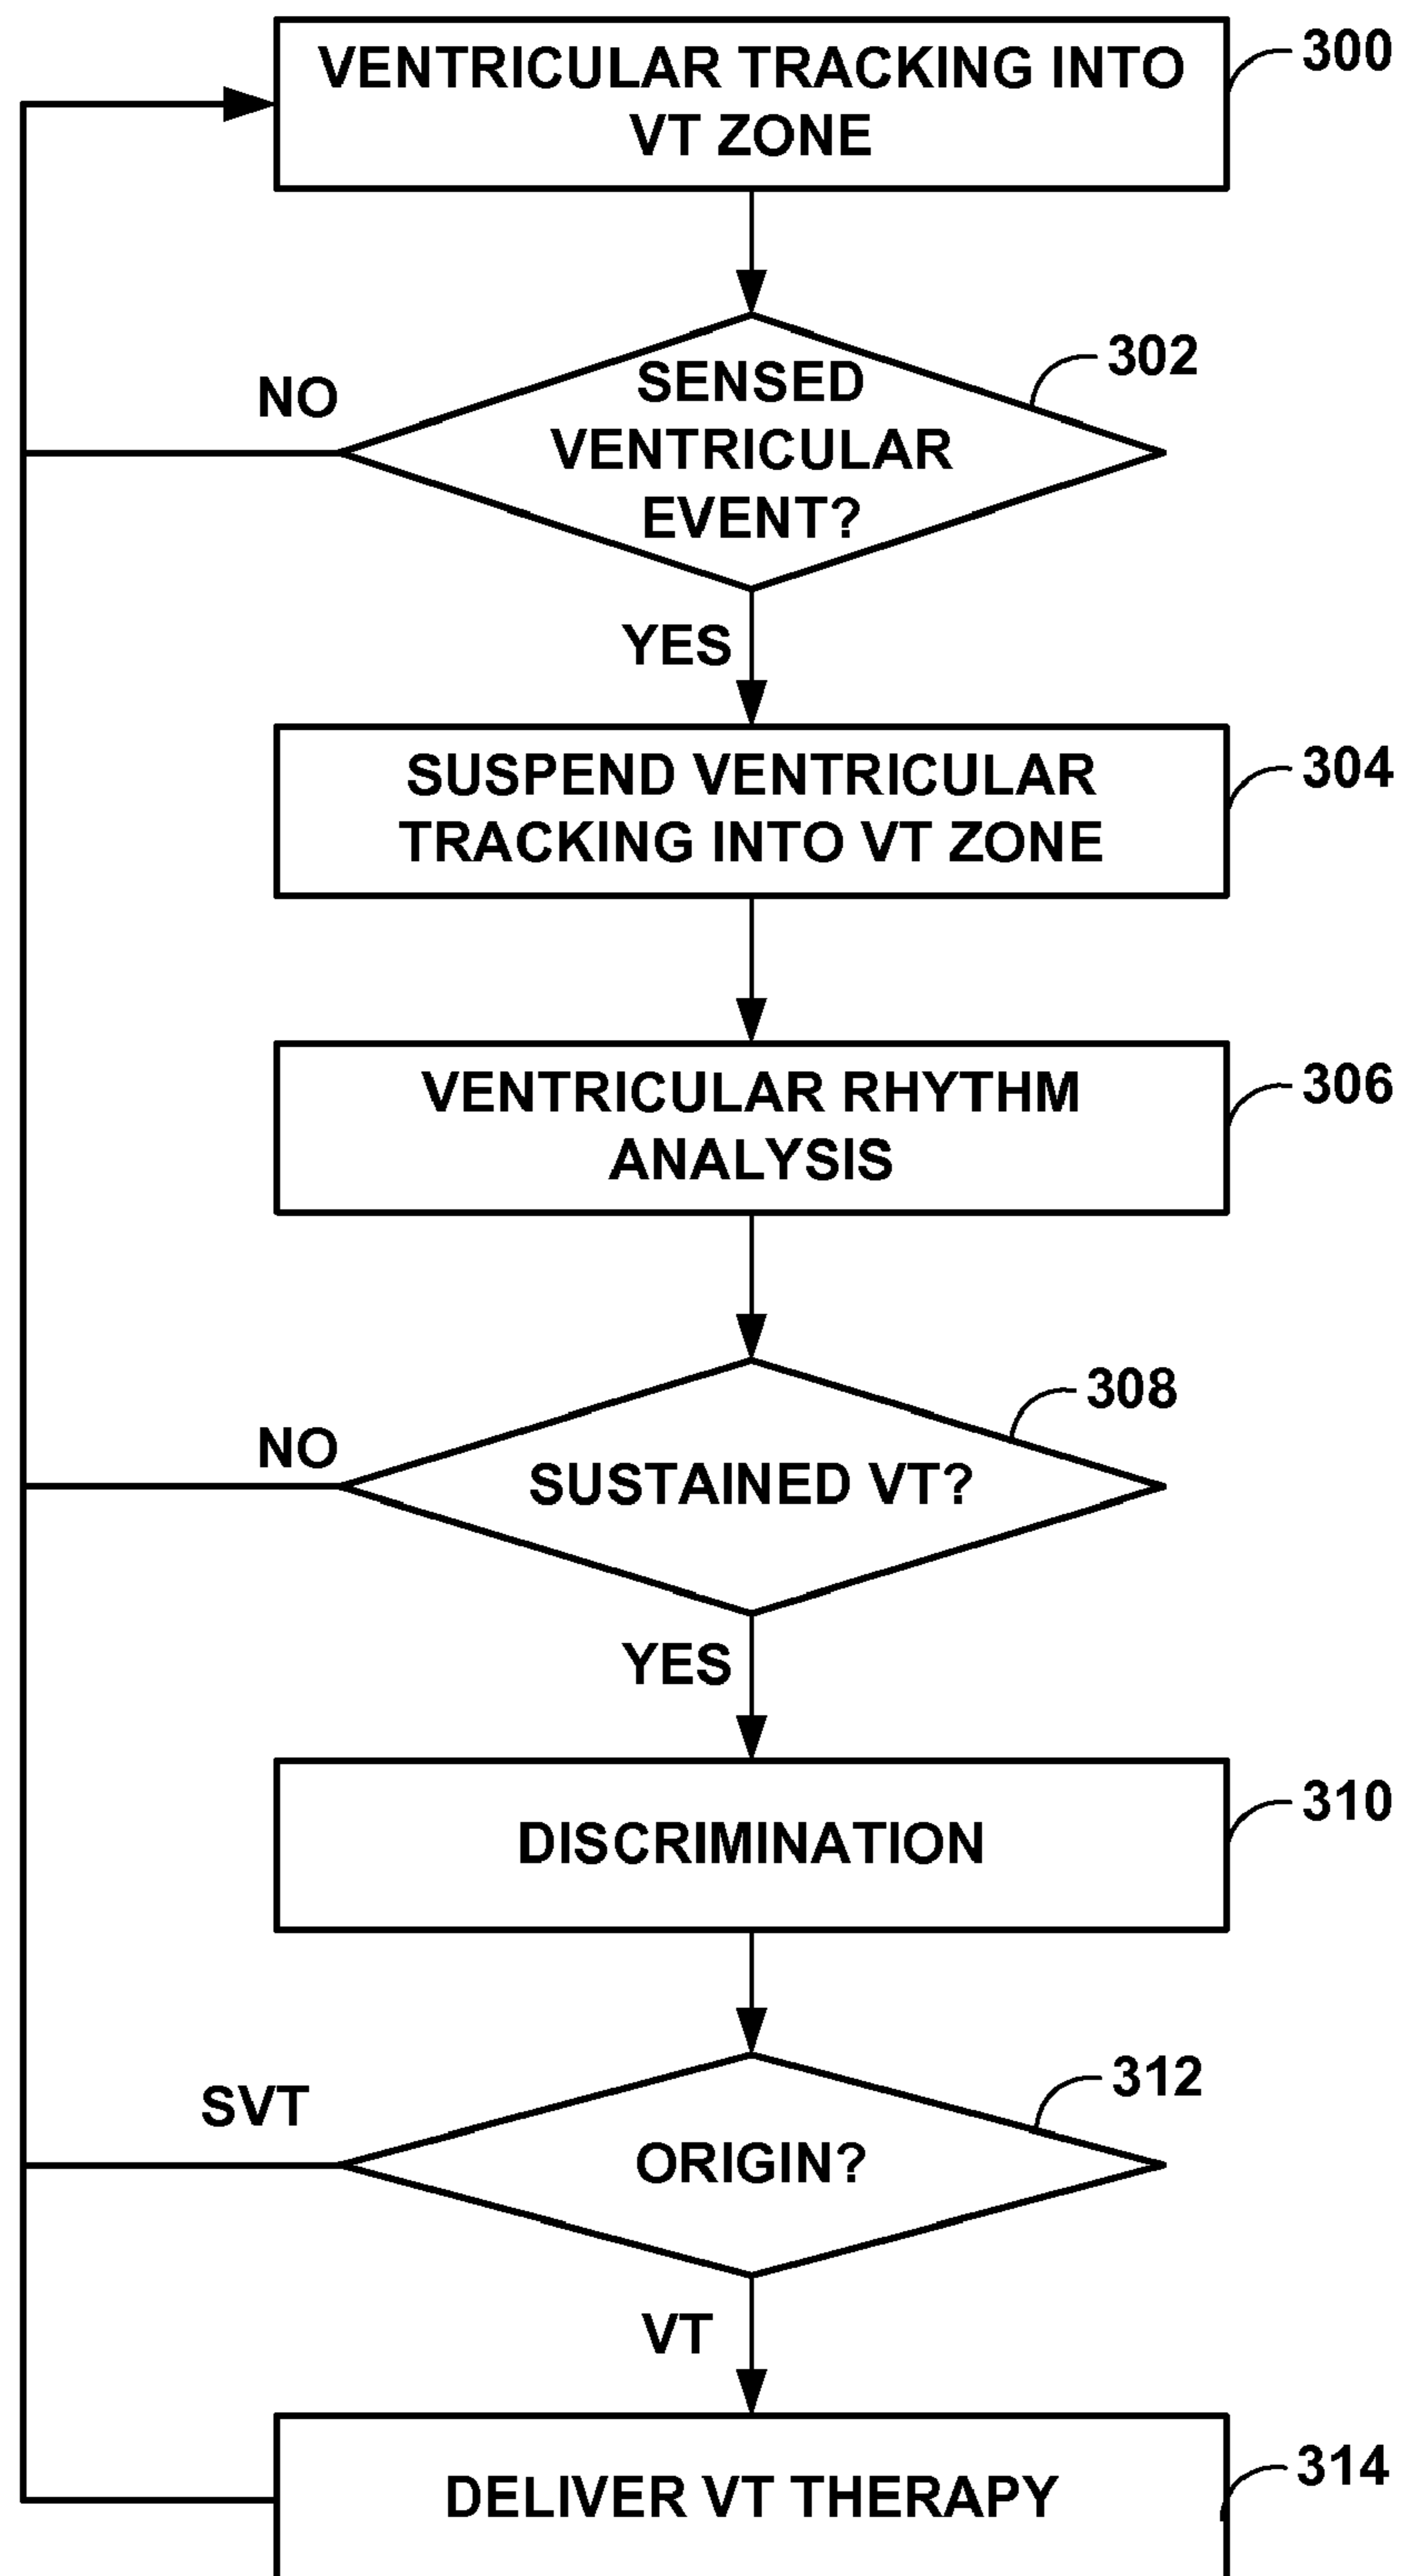 VENTRICULAR TRACKING INTO
VT ZONE
300
SENSED
VENTRICULAR
EVENT?
302
NO
YES
SUSPEND VENTRICULAR
TRACKING INTO VT ZONE
304
VENTRICULAR RHYTHM
ANALYSIS
306
SUSTAINED VT?
308
NO
YES
DISCRIMINATION
310
ORIGIN?
312
SVT
VT
DELIVER VT THERAPY
314